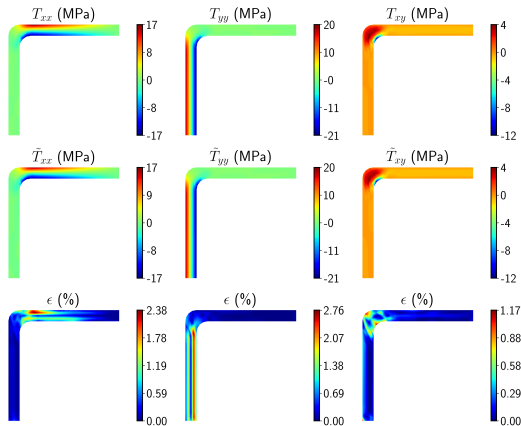 T_xx (MPa) T_yy (MPa) T_xy (MPa)
17 20 4
8 10 0
0 0 -4
-8 -11 -8
-17 -21 -12
T̃_xx (MPa) T̃_yy (MPa) T̃_xy (MPa)
17 20 4
9 10 0
0 0 -4
-8 -11 -8
-17 -21 -12
ϵ (%) ϵ (%) ϵ (%)
2.38 2.76 1.17
1.78 2.07 0.88
1.19 1.38 0.58
0.59 0.69 0.29
0.00 0.00 0.00